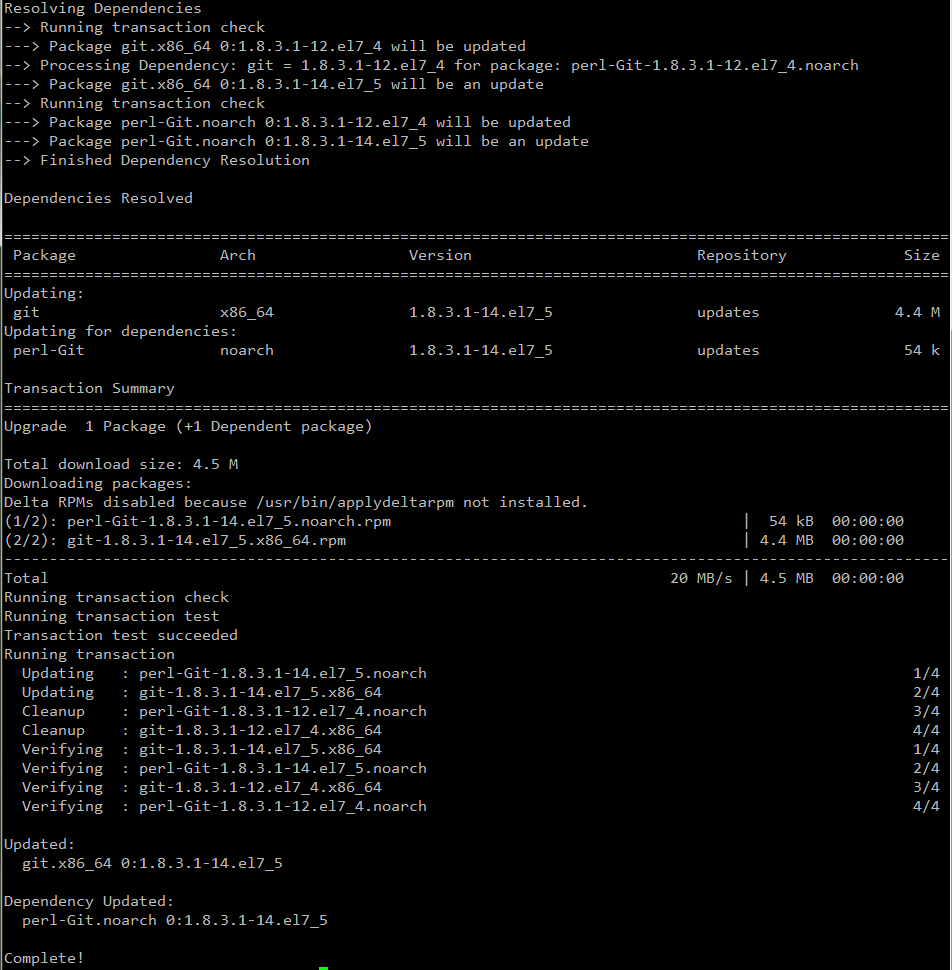 Resolving Dependencies
--> Running transaction check
---> Package git.x86_64 0:1.8.3.1-12.el7_4 will be updated
--> Processing Dependency: git = 1.8.3.1-12.el7_4 for package: perl-Git-1.8.3.1-12.el7_4.noarch
---> Package git.x86_64 0:1.8.3.1-14.el7_5 will be an update
--> Running transaction check
---> Package perl-Git.noarch 0:1.8.3.1-12.el7_4 will be updated
---> Package perl-Git.noarch 0:1.8.3.1-14.el7_5 will be an update
--> Finished Dependency Resolution

Dependencies Resolved

=========================================================================================================
 Package                Arch                 Version                         Repository             Size
=========================================================================================================
Updating:
 git                    x86_64               1.8.3.1-14.el7_5                updates               4.4 M
Updating for dependencies:
 perl-Git               noarch               1.8.3.1-14.el7_5                updates                54 k

Transaction Summary
=========================================================================================================
Upgrade  1 Package (+1 Dependent package)

Total download size: 4.5 M
Downloading packages:
Delta RPMs disabled because /usr/bin/applydeltarpm not installed.
(1/2): perl-Git-1.8.3.1-14.el7_5.noarch.rpm                                       |  54 kB  00:00:00
(2/2): git-1.8.3.1-14.el7_5.x86_64.rpm                                            | 4.4 MB  00:00:00
---------------------------------------------------------------------------------------------------------
Total                                                                     20 MB/s | 4.5 MB  00:00:00
Running transaction check
Running transaction test
Transaction test succeeded
Running transaction
  Updating   : perl-Git-1.8.3.1-14.el7_5.noarch                                                      1/4
  Updating   : git-1.8.3.1-14.el7_5.x86_64                                                           2/4
  Cleanup    : perl-Git-1.8.3.1-12.el7_4.noarch                                                      3/4
  Cleanup    : git-1.8.3.1-12.el7_4.x86_64                                                           4/4
  Verifying  : git-1.8.3.1-14.el7_5.x86_64                                                           1/4
  Verifying  : perl-Git-1.8.3.1-14.el7_5.noarch                                                      2/4
  Verifying  : git-1.8.3.1-12.el7_4.x86_64                                                           3/4
  Verifying  : perl-Git-1.8.3.1-12.el7_4.noarch                                                      4/4

Updated:
  git.x86_64 0:1.8.3.1-14.el7_5

Dependency Updated:
  perl-Git.noarch 0:1.8.3.1-14.el7_5

Complete!